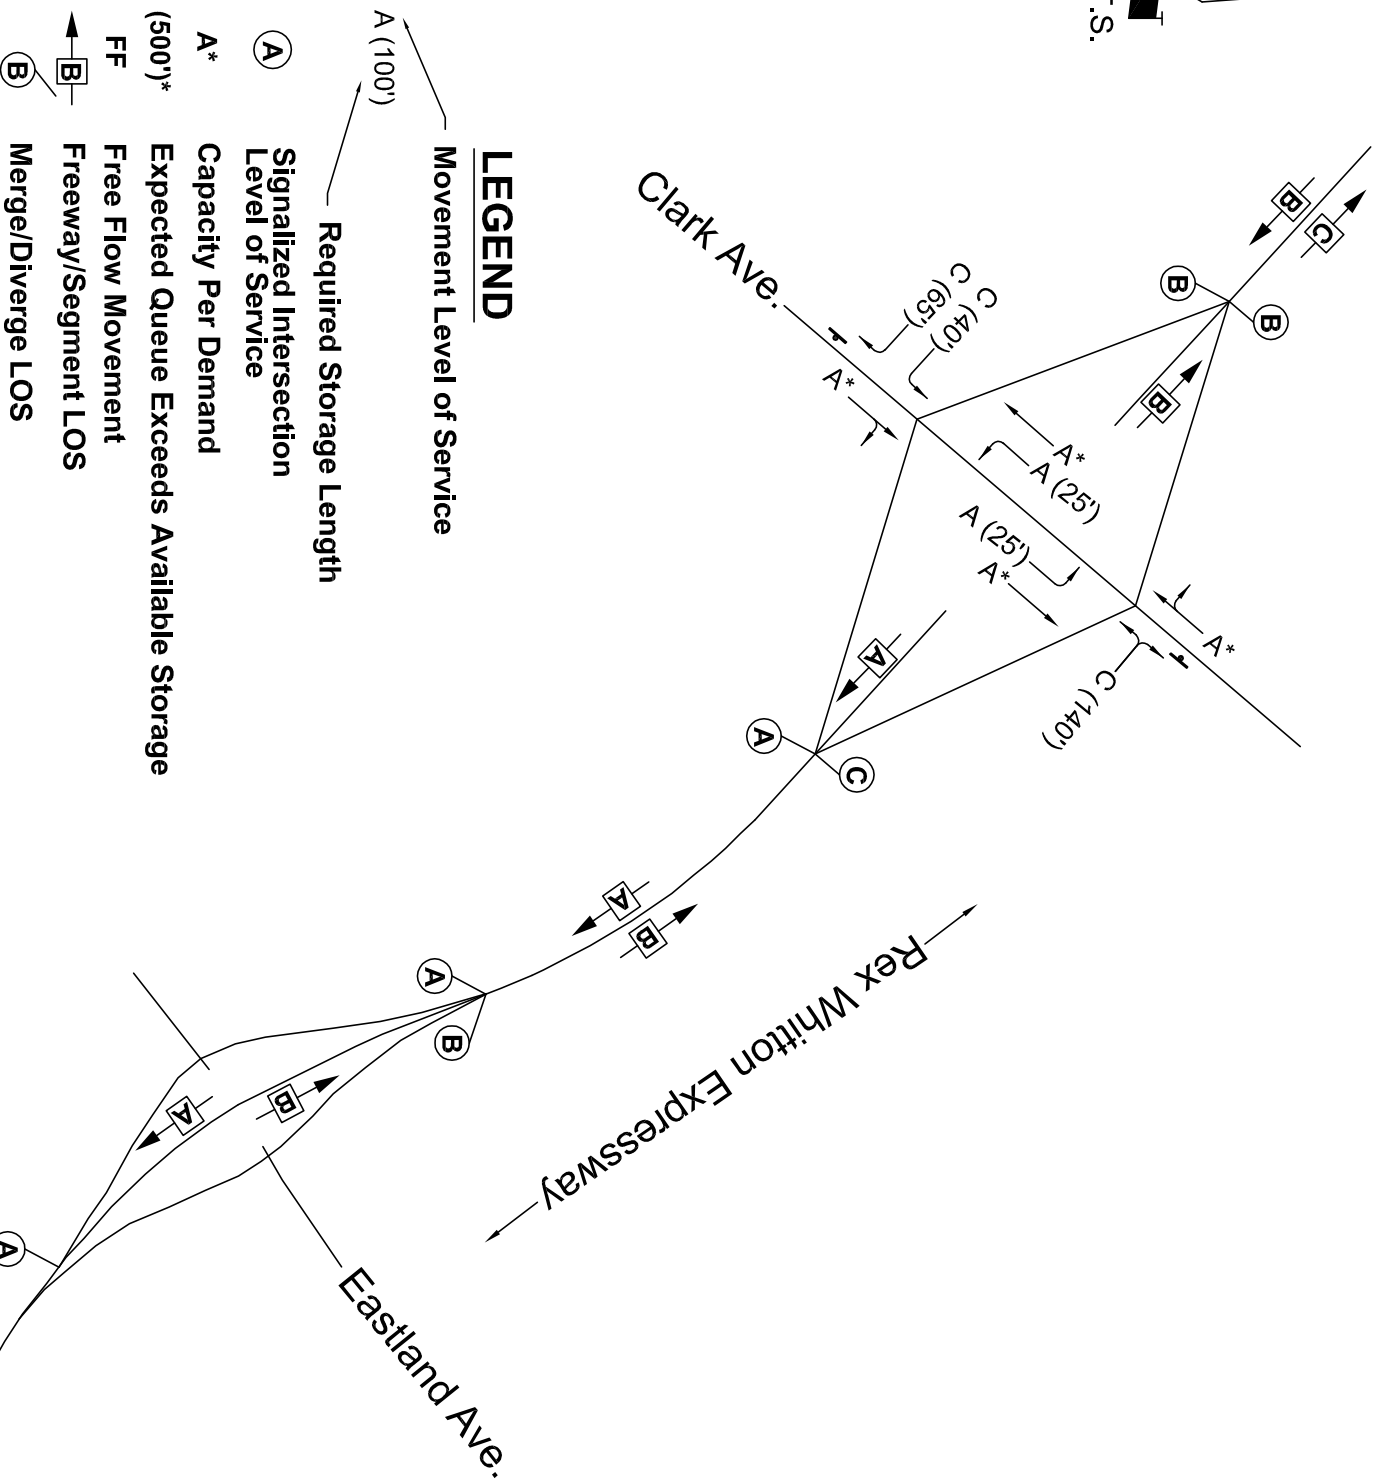 T.S.
LEGEND
A (100')
Movement Level of Service
Required Storage Length
A
Signalized Intersection
Level of Service
A*
Capacity Per Demand
(500')*
Expected Queue Exceeds Available Storage
FF
Free Flow Movement
B
Freeway/Segment LOS
B
Merge/Diverge LOS
Clark Ave.
B
C
B
B
B
C (40')
C (65')
A*
A*
A (25')
A (25')
A*
A*
C (140')
A
A
C
A
B
Rex Whitton Expressway
A
B
A
B
A
Eastland Ave.